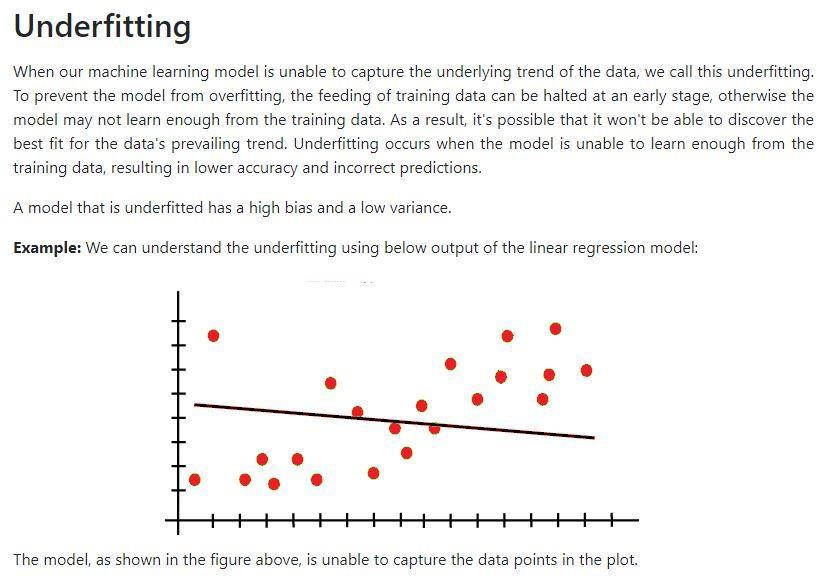 Underfitting
When our machine learning model is unable to capture the underlying trend of the data, we call this underfitting.
To prevent the model from overfitting, the feeding of training data can be halted at an early stage, otherwise the
model may not learn enough from the training data. As a result, it's possible that it won't be able to discover the
best fit for the data's prevailing trend. Underfitting occurs when the model is unable to learn enough from the
training data, resulting in lower accuracy and incorrect predictions.
A model that is underfitted has a high bias and a low variance.
Example: We can understand the underfitting using below output of the linear regression model:
The model, as shown in the figure above, is unable to capture the data points in the plot.